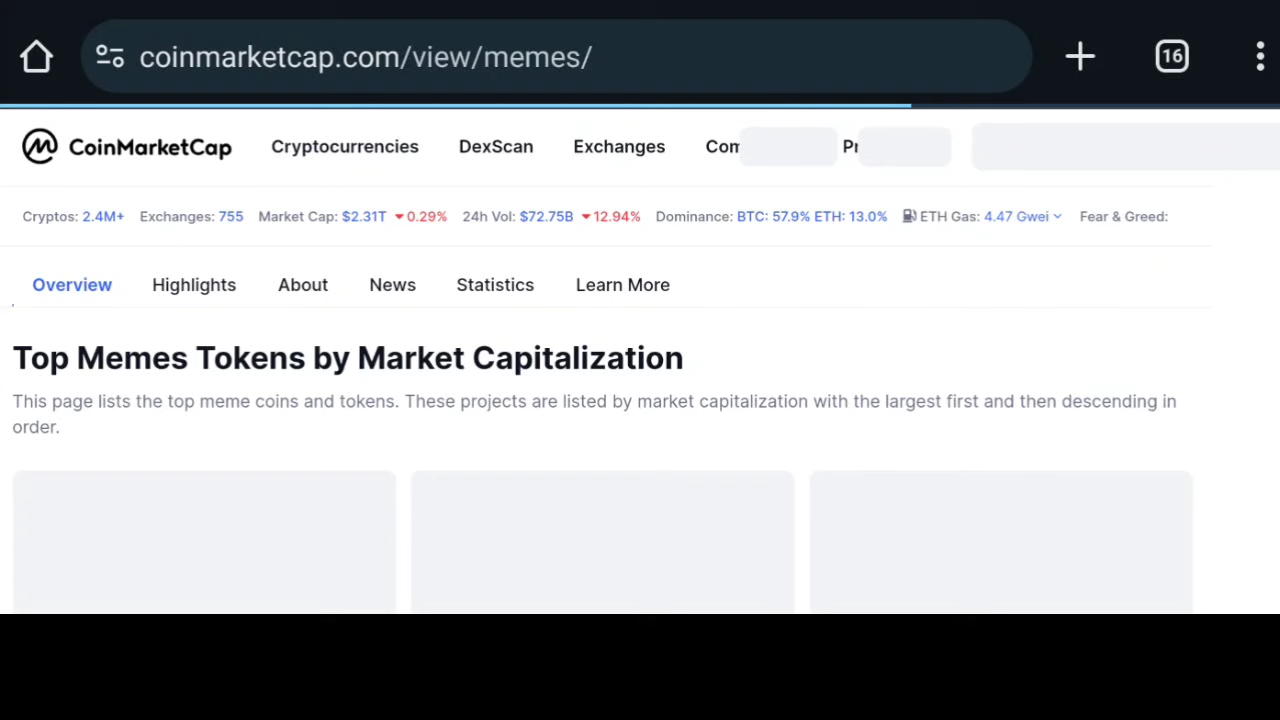 coinmarketcap.com/view/memes/
16
CoinMarketCap Cryptocurrencies DexScan Exchanges Com Pr
Cryptos: 2.4M+ Exchanges: 755 Market Cap: $2.31T 0.29% 24h Vol: $72.75B 12.94% Dominance: BTC: 57.9% ETH: 13.0% ETH Gas: 4.47 Gwei Fear & Greed:
Overview Highlights About News Statistics Learn More
Top Memes Tokens by Market Capitalization
This page lists the top meme coins and tokens. These projects are listed by market capitalization with the largest first and then descending in
order.